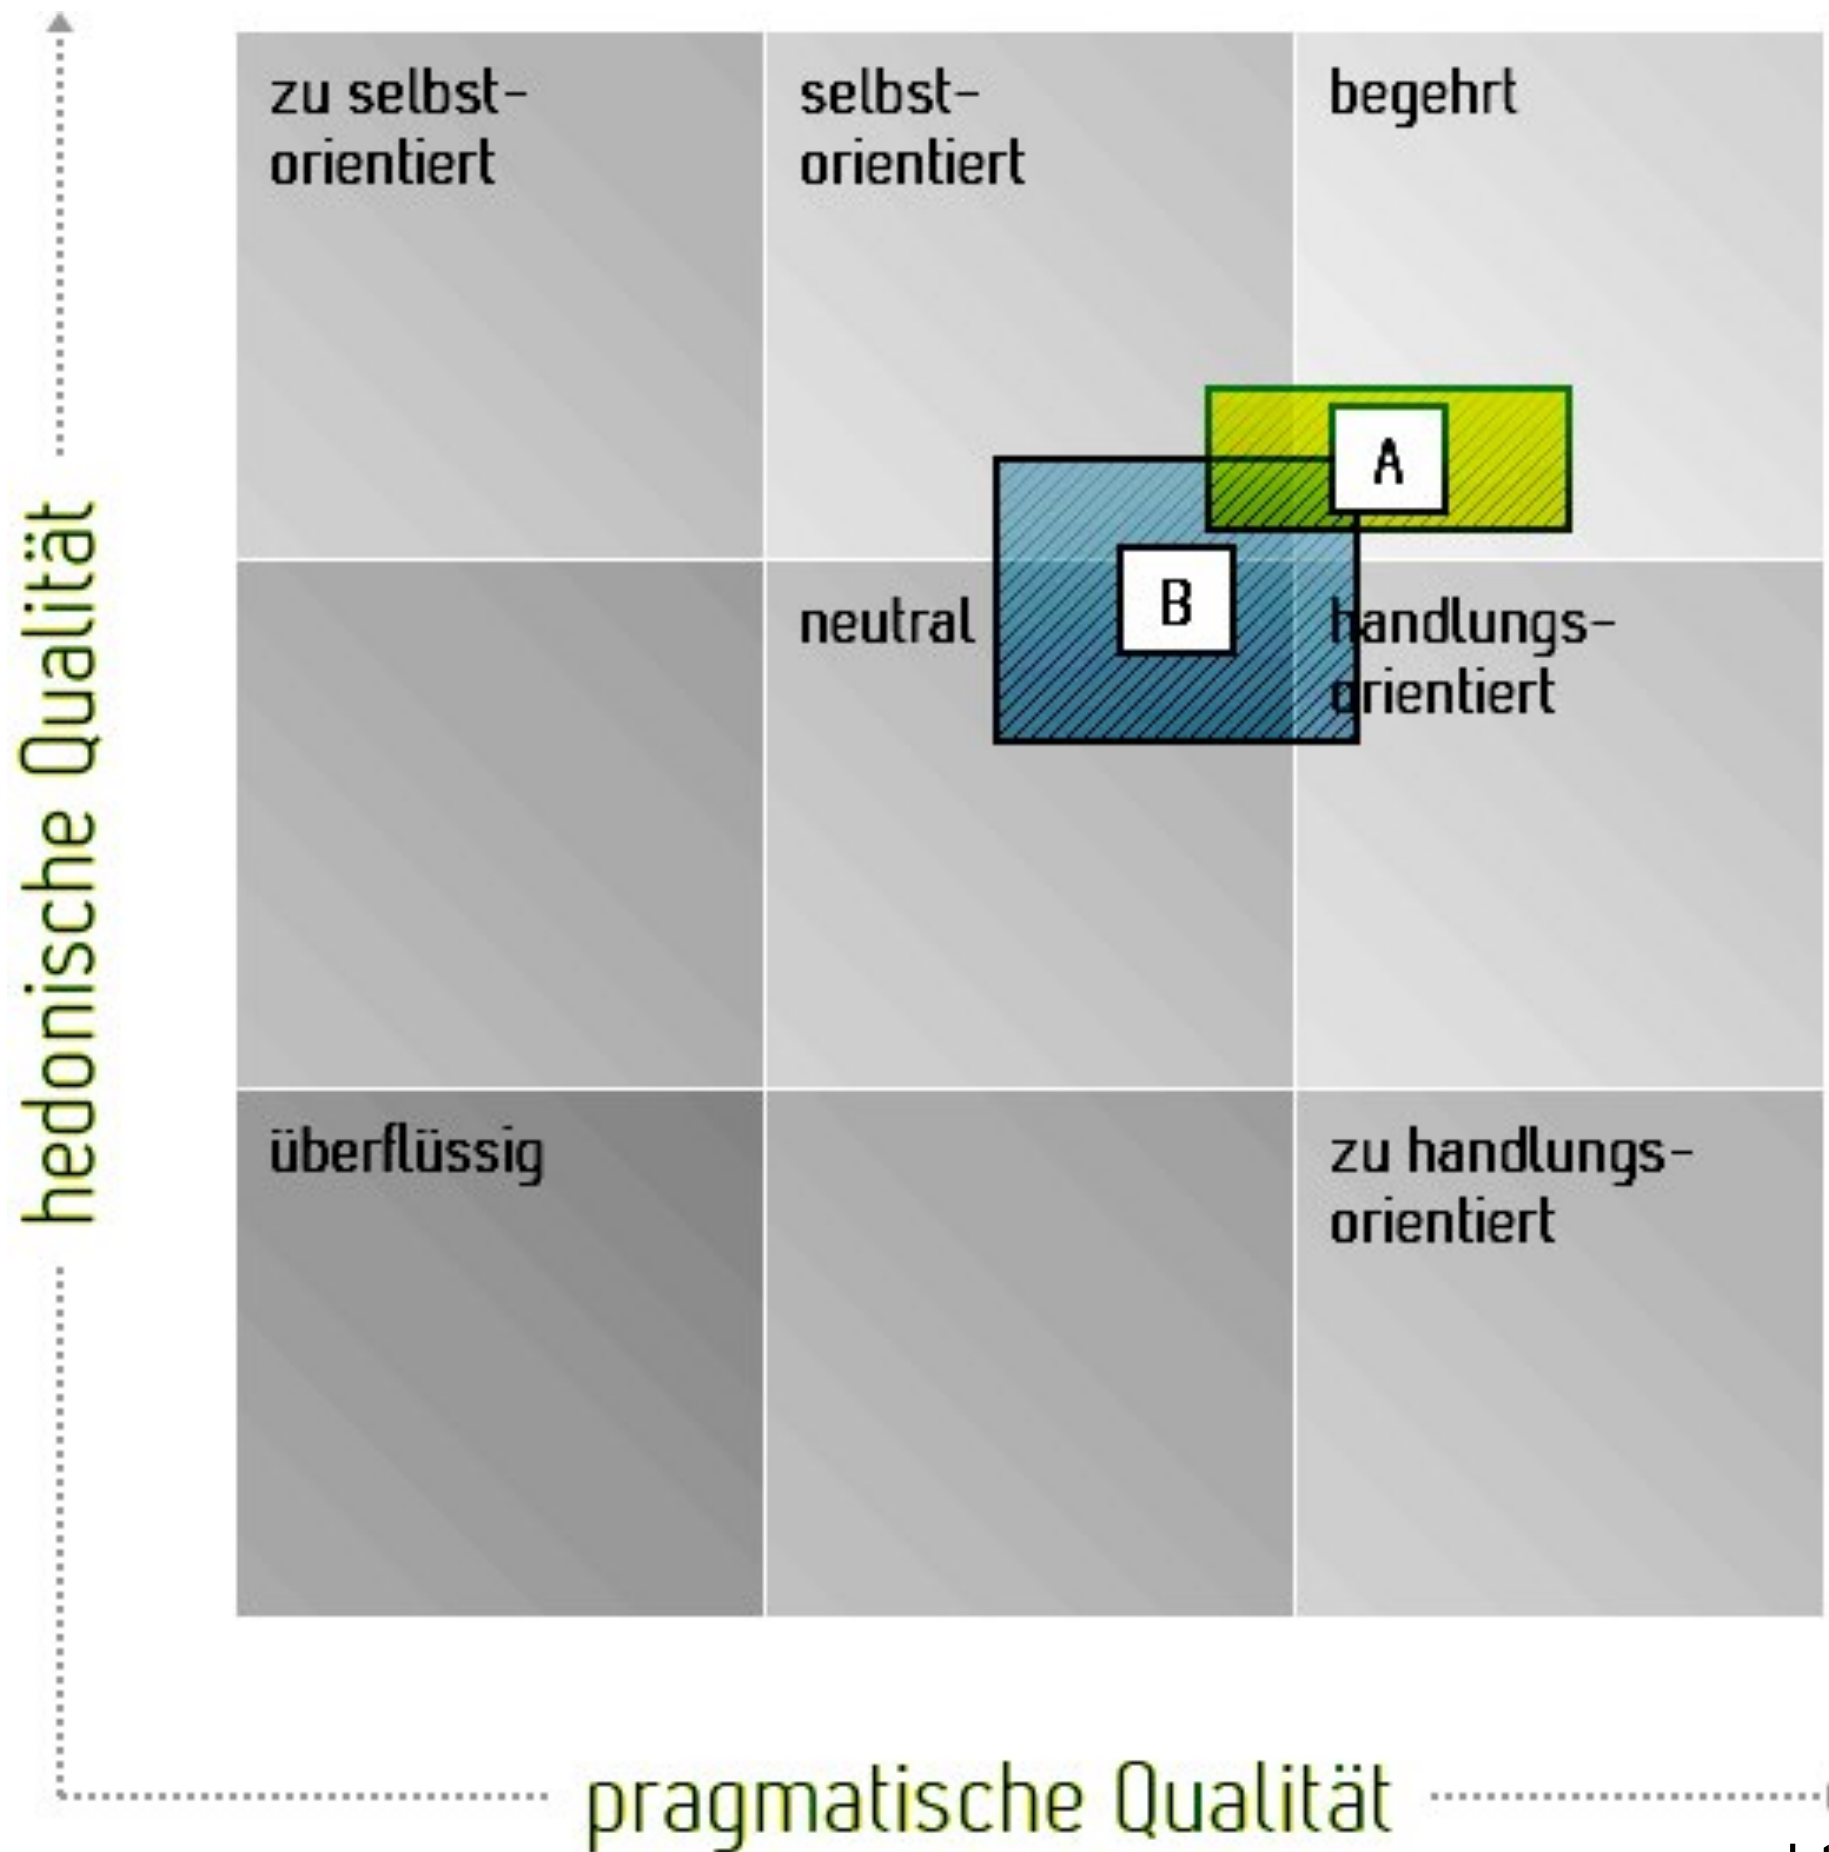 zu selbst-
orientiert
selbst-
orientiert
begehrt
A
neutral
B
handlungs-
orientiert
überflüssig
zu handlungs-
orientiert
hedonische Qualität
pragmatische Qualität